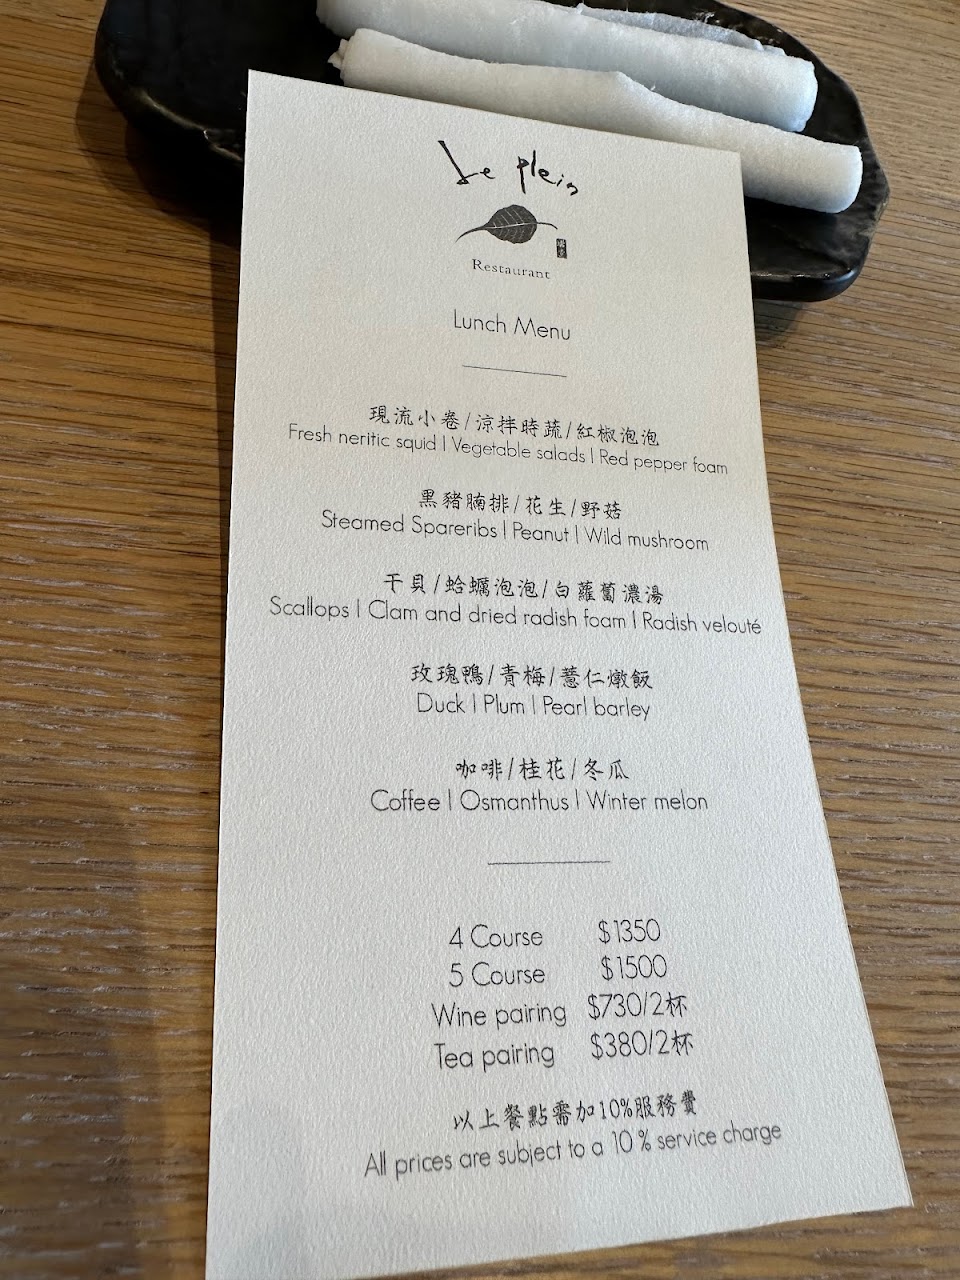 Le plein
Restaurant
Lunch Menu
現流小卷/涼拌時蔬/紅椒泡泡
Fresh neritic squid | Vegetable salads | Red pepper foam
黑豬腩排/花生/野菇
Steamed Spareribs | Peanut | Wild mushroom
干貝/蛤蠣泡泡/白蘿蔔濃湯
Scallops | Clam and dried radish foam | Radish velouté
玫瑰鴨/青梅/薏仁燉飯
Duck | Plum | Pearl barley
咖啡/桂花/冬瓜
Coffee | Osmanthus | Winter melon
4 Course $1350
5 Course $1500
Wine pairing $730/2杯
Tea pairing $380/2杯
以上餐點需加10%服務費
All prices are subject to a 10 % service charge